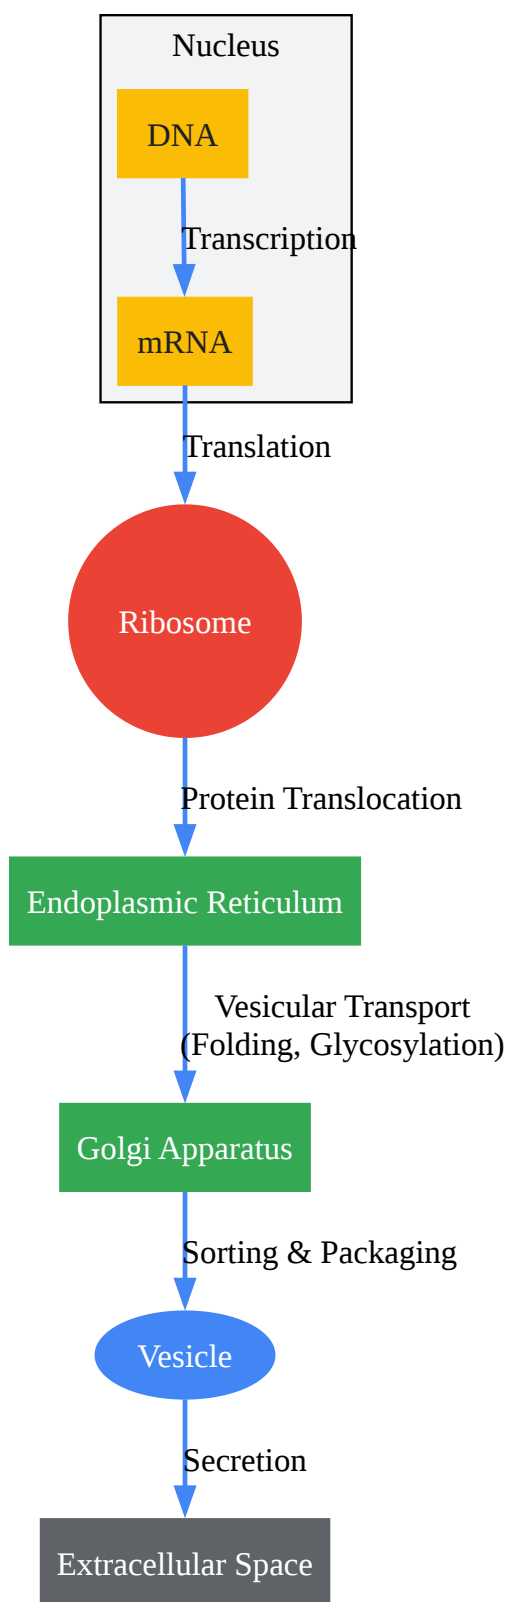 Nucleus
DNA
Transcription
mRNA
Translation
Ribosome
Protein Translocation
Endoplasmic Reticulum
Vesicular Transport
(Folding, Glycosylation)
Golgi Apparatus
Sorting & Packaging
Vesicle
Secretion
Extracellular Space